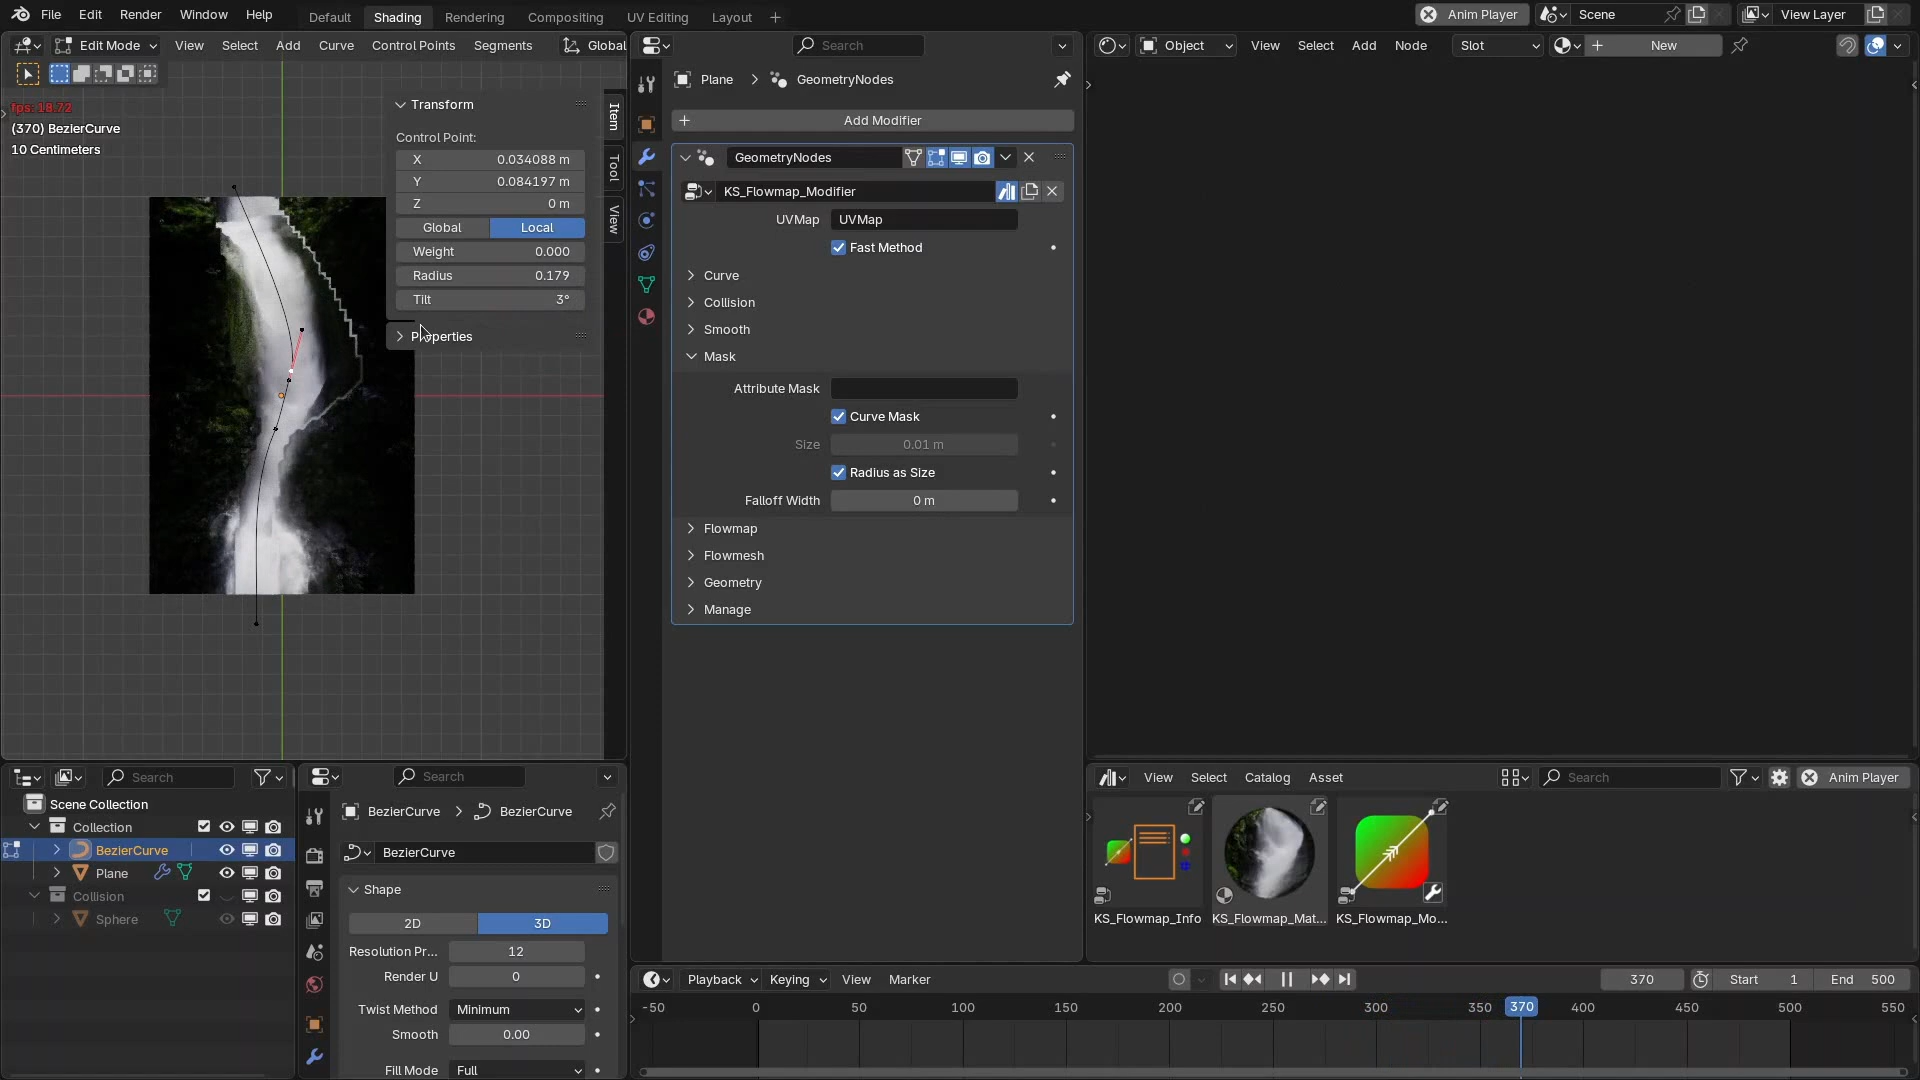 File Edit Render Window Help Default Shading Rendering Compositing UV Editing Layout + Anim Player Scene View Layer
Edit Mode View Select Add Curve Control Points Segments Global
Search
Object View Select Add Node Slot New
fps: 18.72
(370) BezierCurve
10 Centimeters
Transform
Control Point:
X 0.034088 m
Y 0.084197 m
Z 0 m
Global Local
Weight 0.000
Radius 0.179
Tilt 3°
Properties
Item
Tool
View
Plane GeometryNodes
Add Modifier
GeometryNodes
KS_Flowmap_Modifier
UVMap UVMap
Fast Method
Curve
Collision
Smooth
Mask
Attribute Mask
Curve Mask
Size 0.01 m
Radius as Size
Falloff Width 0 m
Flowmap
Flowmesh
Geometry
Manage
Search
Scene Collection
Collection
BezierCurve
Plane
Collision
Sphere
Search
BezierCurve BezierCurve
BezierCurve
Shape
2D 3D
Resolution Pr... 12
Render U 0
Twist Method Minimum
Smooth 0.00
Fill Mode Full
View Select Catalog Asset Search Anim Player
KS_Flowmap_Info KS_Flowmap_Mat... KS_Flowmap_Mo...
Playback Keying View Marker 370 Start 1 End 500
-50 0 50 100 150 200 250 300 350 370 400 450 500 550